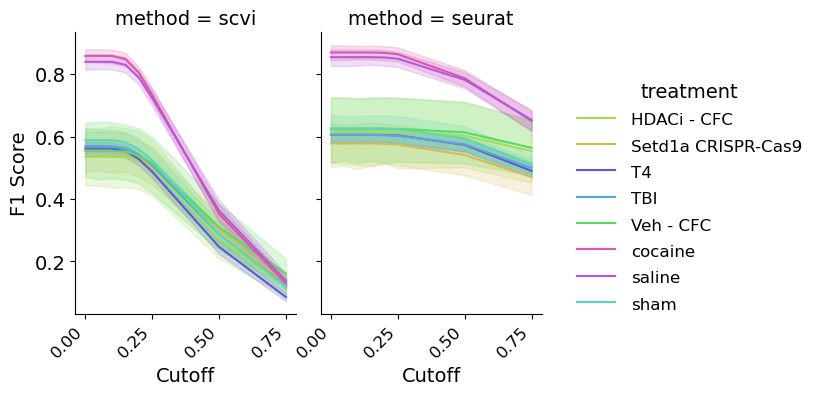 method = scvi
method = seurat
F1 Score
0.8
0.6
0.4
0.2
0.00
0.25
0.50
0.75
Cutoff
0.00
0.25
0.50
0.75
Cutoff
treatment
HDACi - CFC
Setd1a CRISPR-Cas9
T4
TBI
Veh - CFC
cocaine
saline
sham